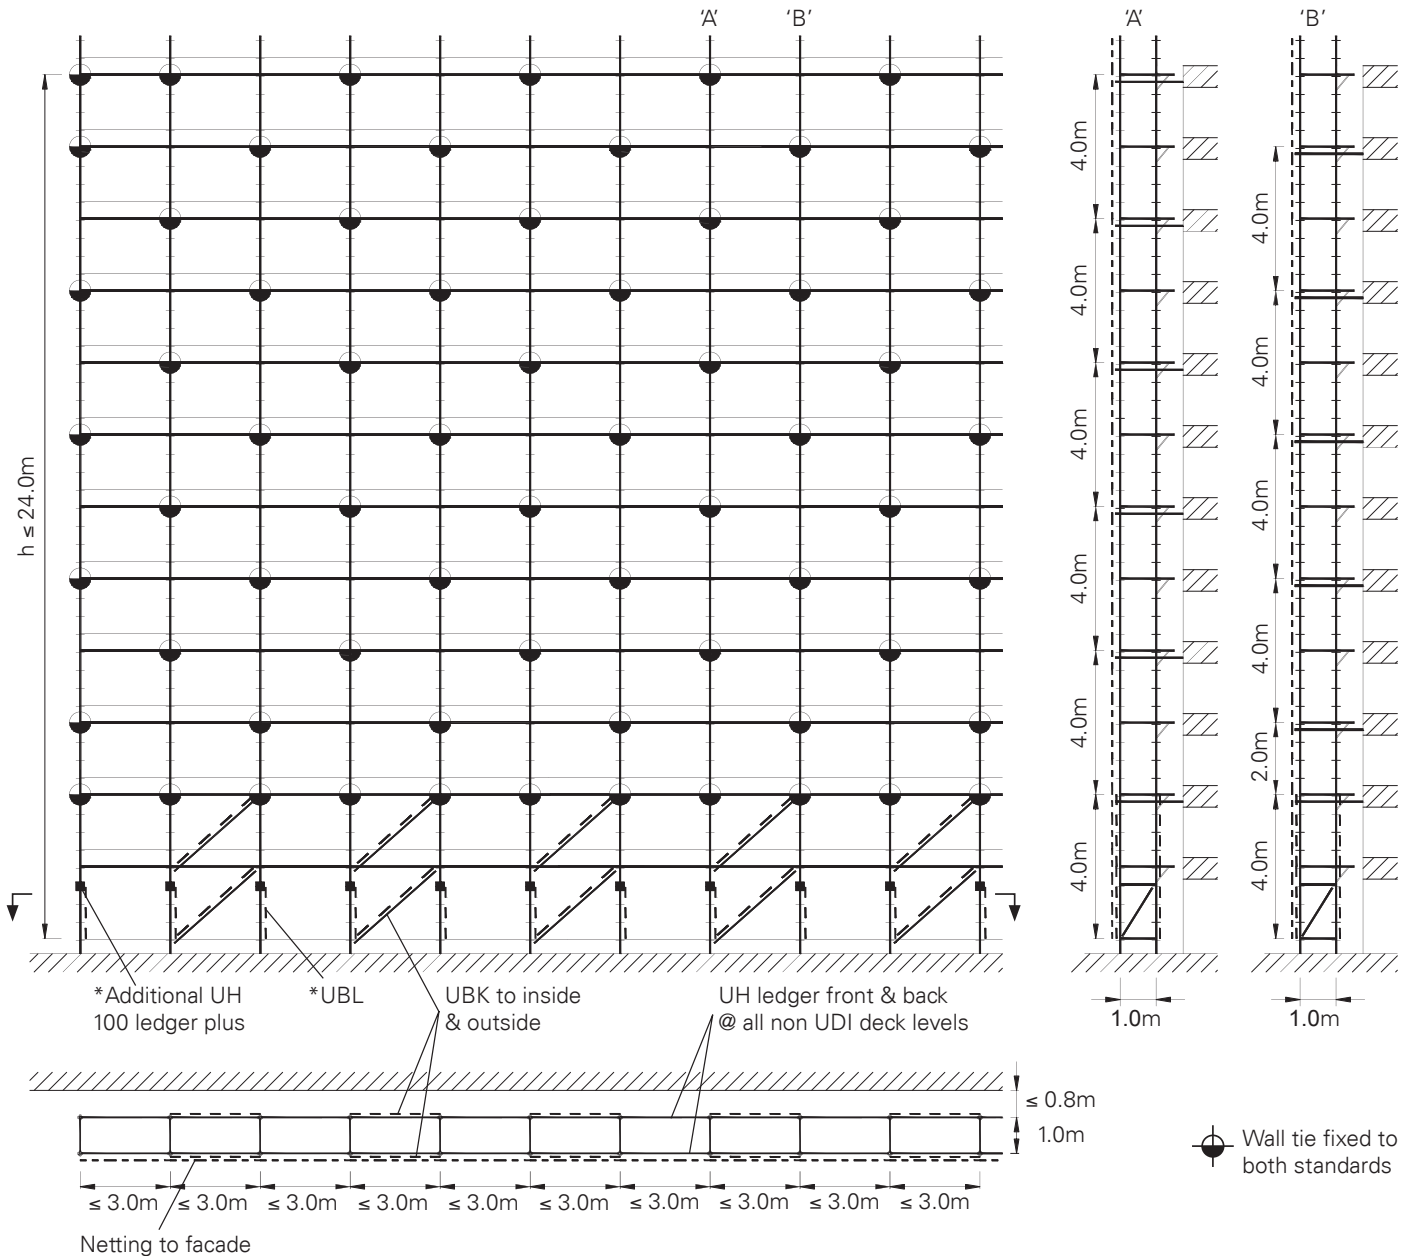 ‘A’
‘B’
‘A’
‘B’
h ≤ 24.0m
4.0m
4.0m
4.0m
4.0m
4.0m
4.0m
4.0m
4.0m
4.0m
4.0m
2.0m
4.0m
*Additional UH
100 ledger plus
*UBL
UBK to inside
& outside
UH ledger front & back
@ all non UDI deck levels
1.0m
1.0m
≤ 0.8m
1.0m
Wall tie fixed to
both standards
≤ 3.0m
≤ 3.0m
≤ 3.0m
≤ 3.0m
≤ 3.0m
≤ 3.0m
≤ 3.0m
≤ 3.0m
≤ 3.0m
≤ 3.0m
Netting to facade